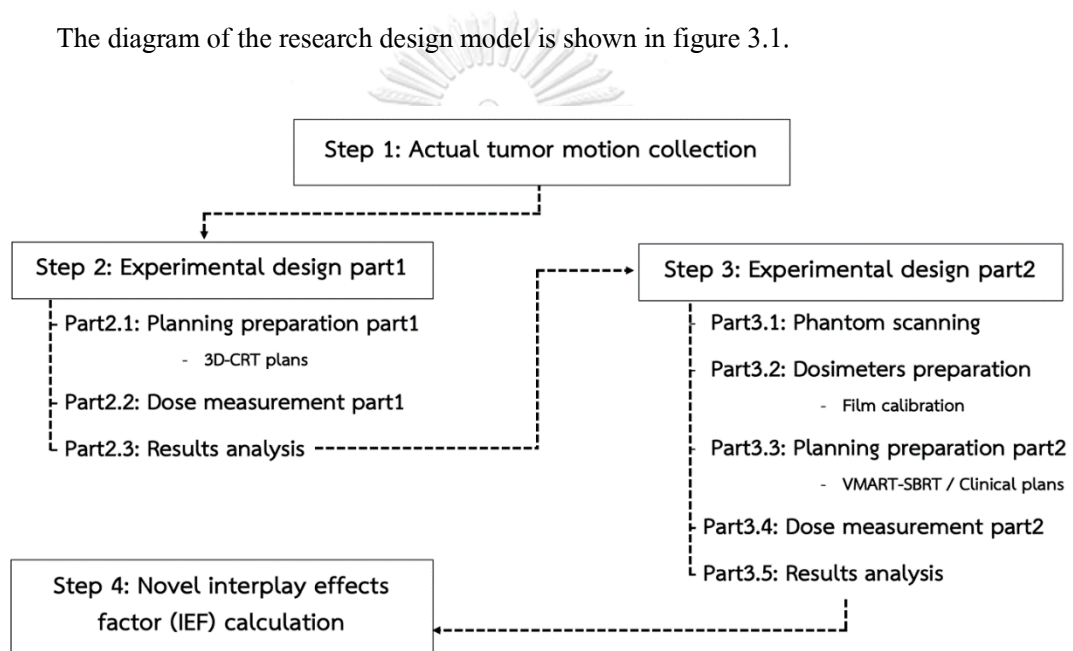 The diagram of the research design model is shown in figure 3.1.
Step 1: Actual tumor motion collection
Step 2: Experimental design part1
Part2.1: Planning preparation part1
- 3D-CRT plans
Part2.2: Dose measurement part1
Part2.3: Results analysis
Step 3: Experimental design part2
Part3.1: Phantom scanning
Part3.2: Dosimeters preparation
- Film calibration
Part3.3: Planning preparation part2
- VMART-SBRT / Clinical plans
Part3.4: Dose measurement part2
Part3.5: Results analysis
Step 4: Novel interplay effects
factor (IEF) calculation